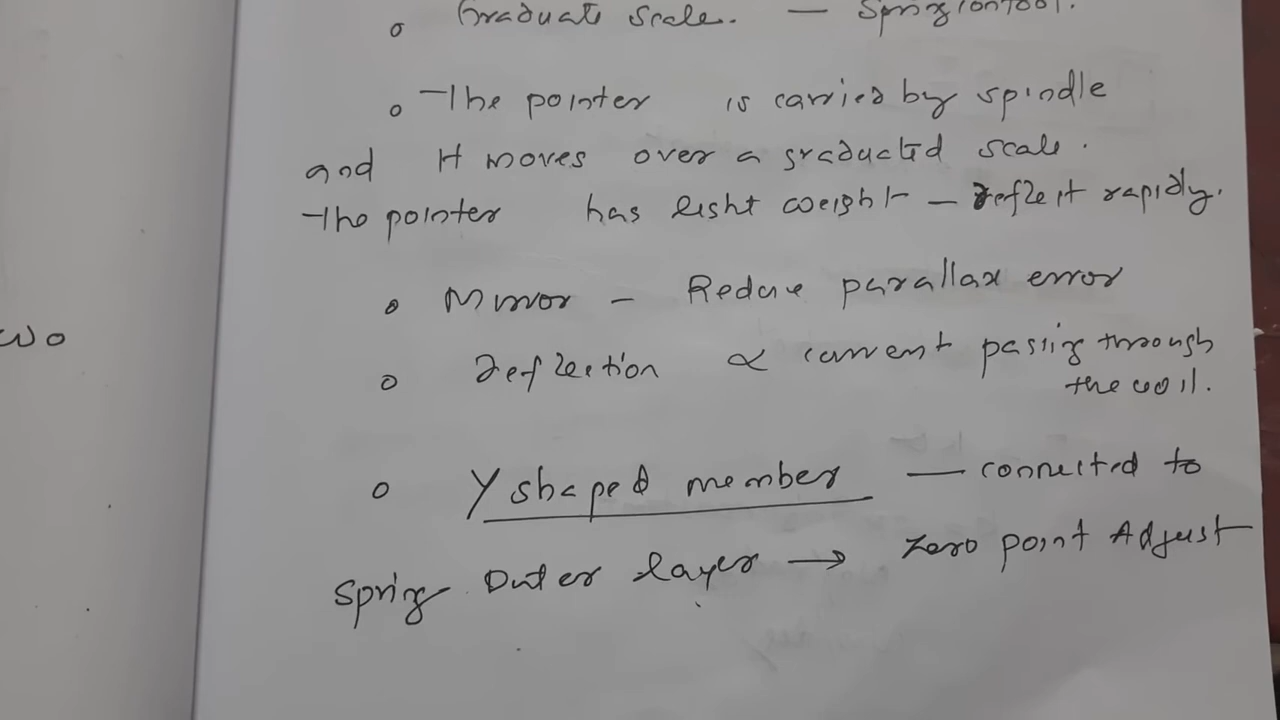 o Graduate scale. — Spring control.
o The pointer is carried by spindle
and it moves over a graducted scale.
The pointer has light weight — deflect rapidly.
o Mirror — Reduce parallax error
o Deflection ∝ current passing through
the coil.
o Y shaped member — connected to
spring outer layer → Zero point Adjust
wo